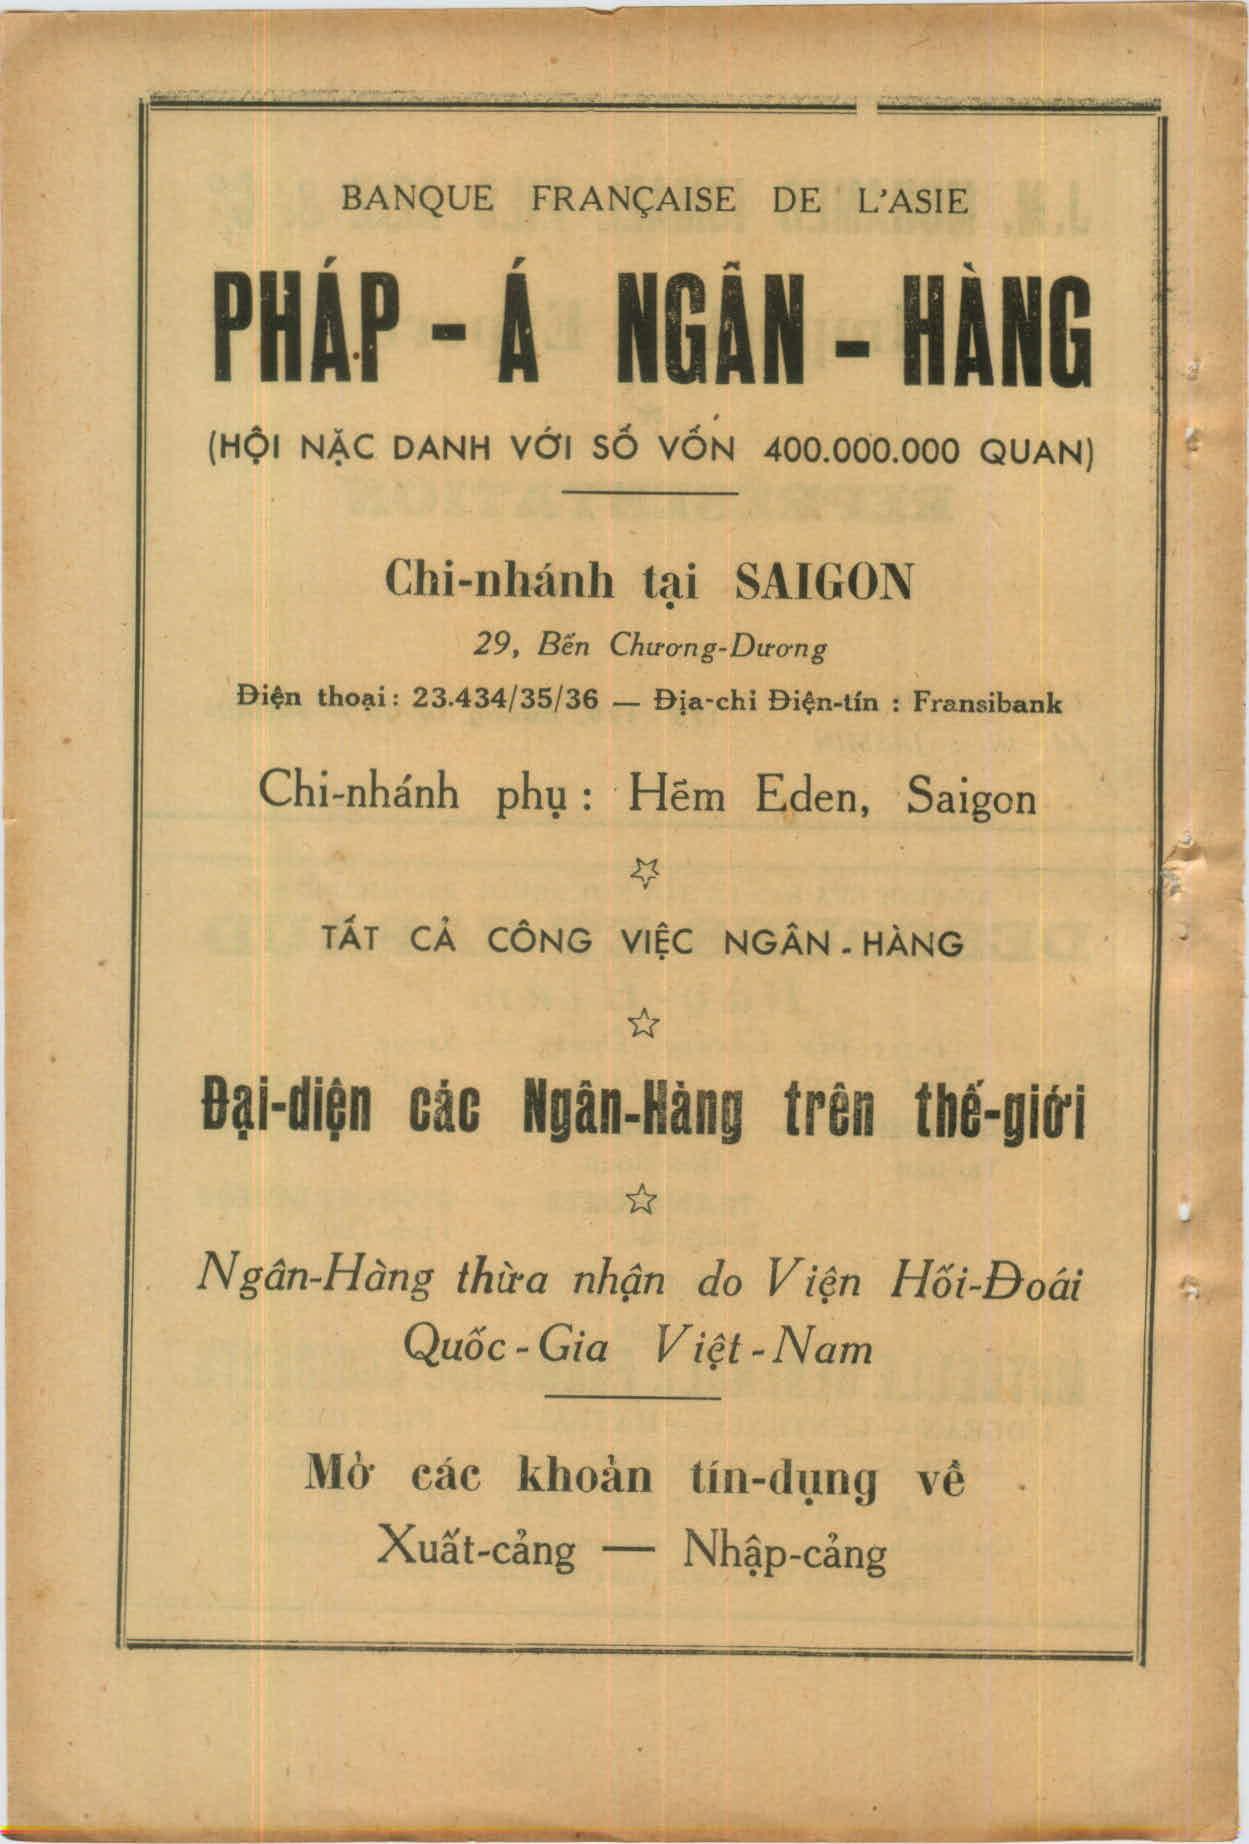 BANQUE FRANÇAISE DE L'ASIE
PHÁP - Á NGÂN - HÀNG
(HỘI NẶC DANH VỚI SỐ VỐN 400.000.000 QUAN)
Chi-nhánh tại SAIGON
29, Bến Chương-Dương
Điện thoại : 23.434/35/36 — Địa-chỉ Điện-tín : Fransibank
Chi-nhánh phụ : Hẻm Eden, Saigon
TẤT CẢ CÔNG VIỆC NGÂN - HÀNG
Đại-diện các Ngân-Hàng trên thế-giới
Ngân-Hàng thừa nhận do Viện Hối-Đoái
Quốc - Gia Việt - Nam
Mở các khoản tín-dụng về
Xuất-cảng — Nhập-cảng